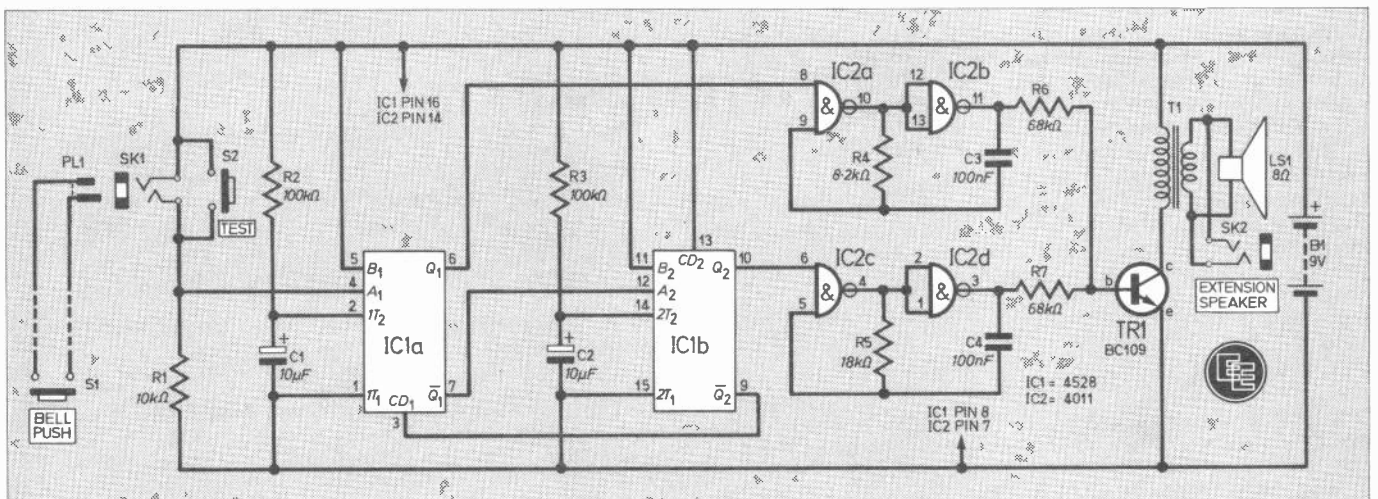 IC1 PIN 16
IC2 PIN 14
PL1
SK1
S2
TEST
S1
BELL
PUSH
R1
10kΩ
R2
100kΩ
C1
10μF
+
5
B₁
4
A₁
2
1T₂
1
1T₁
CD₁
3
Q₁
6
Q̅₁
7
IC1a
R3
100kΩ
C2
10μF
+
11
B₂
12
A₂
14
2T₂
15
2T₁
13
CD₂
Q₂
10
Q̅₂
9
IC1b
IC2a
8
9
&
10
IC2b
12
13
&
11
R4
8·2kΩ
C3
100nF
R6
68kΩ
IC2c
6
5
&
4
IC2d
2
1
&
3
R5
18kΩ
C4
100nF
R7
68kΩ
IC1 = 4528
IC2 = 4011
IC1 PIN 8
IC2 PIN 7
T1
LS1
8Ω
SK2
EXTENSION
SPEAKER
b
c
e
TR1
BC109
+
B1
9V